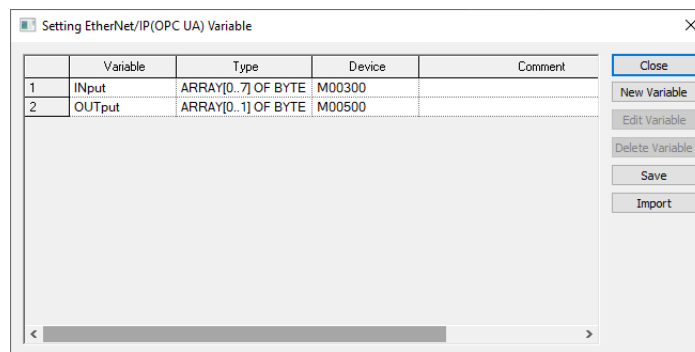 Setting EtherNet/IP(OPC UA) Variable
Variable Type Device Comment
1 INput ARRAY[0..7] OF BYTE M00300
2 OUTput ARRAY[0..1] OF BYTE M00500
Close
New Variable
Edit Variable
Delete Variable
Save
Import